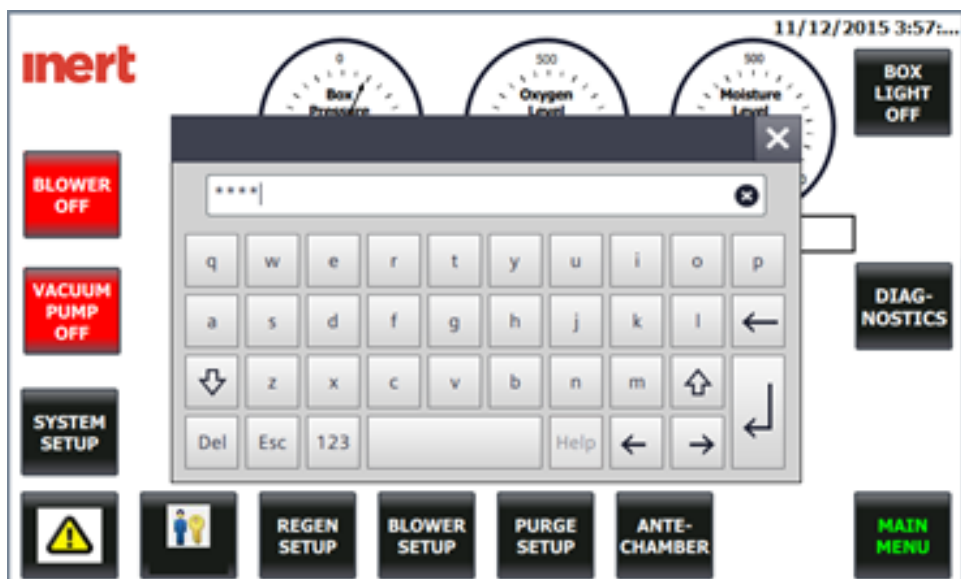 11/12/2015 3:57:...
inert
0
Box
Pressure
500
Oxygen
Level
500
Moisture
Level
BOX
LIGHT
OFF
BLOWER
OFF
****
q w e r t y u i o p
VACUUM
PUMP
OFF
a s d f g h j k l
DIAG-
NOSTICS
z x c v b n m
SYSTEM
SETUP
Del Esc 123 Help
REGEN
SETUP
BLOWER
SETUP
PURGE
SETUP
ANTE-
CHAMBER
MAIN
MENU